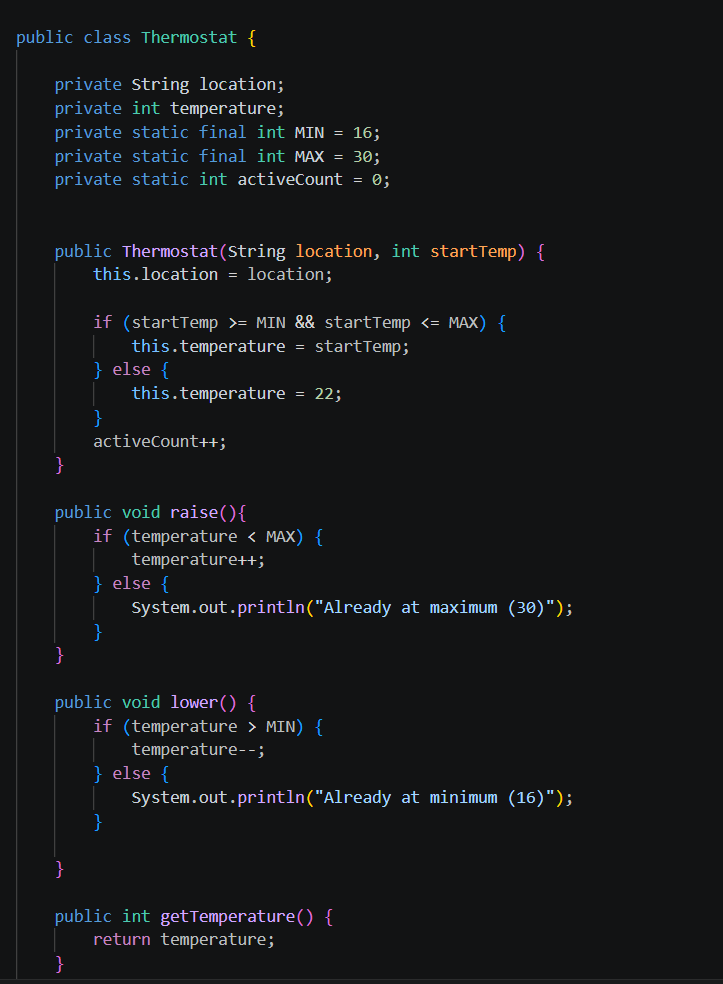 public class Thermostat {
    private String location;
    private int temperature;
    private static final int MIN = 16;
    private static final int MAX = 30;
    private static int activeCount = 0;
    public Thermostat(String location, int startTemp) {
        this.location = location;
        if (startTemp >= MIN && startTemp <= MAX) {
            this.temperature = startTemp;
        } else {
            this.temperature = 22;
        }
        activeCount++;
    }
    public void raise(){
        if (temperature < MAX) {
            temperature++;
        } else {
            System.out.println("Already at maximum (30)");
        }
    }
    public void lower() {
        if (temperature > MIN) {
            temperature--;
        } else {
            System.out.println("Already at minimum (16)");
        }
    }
    public int getTemperature() {
        return temperature;
    }